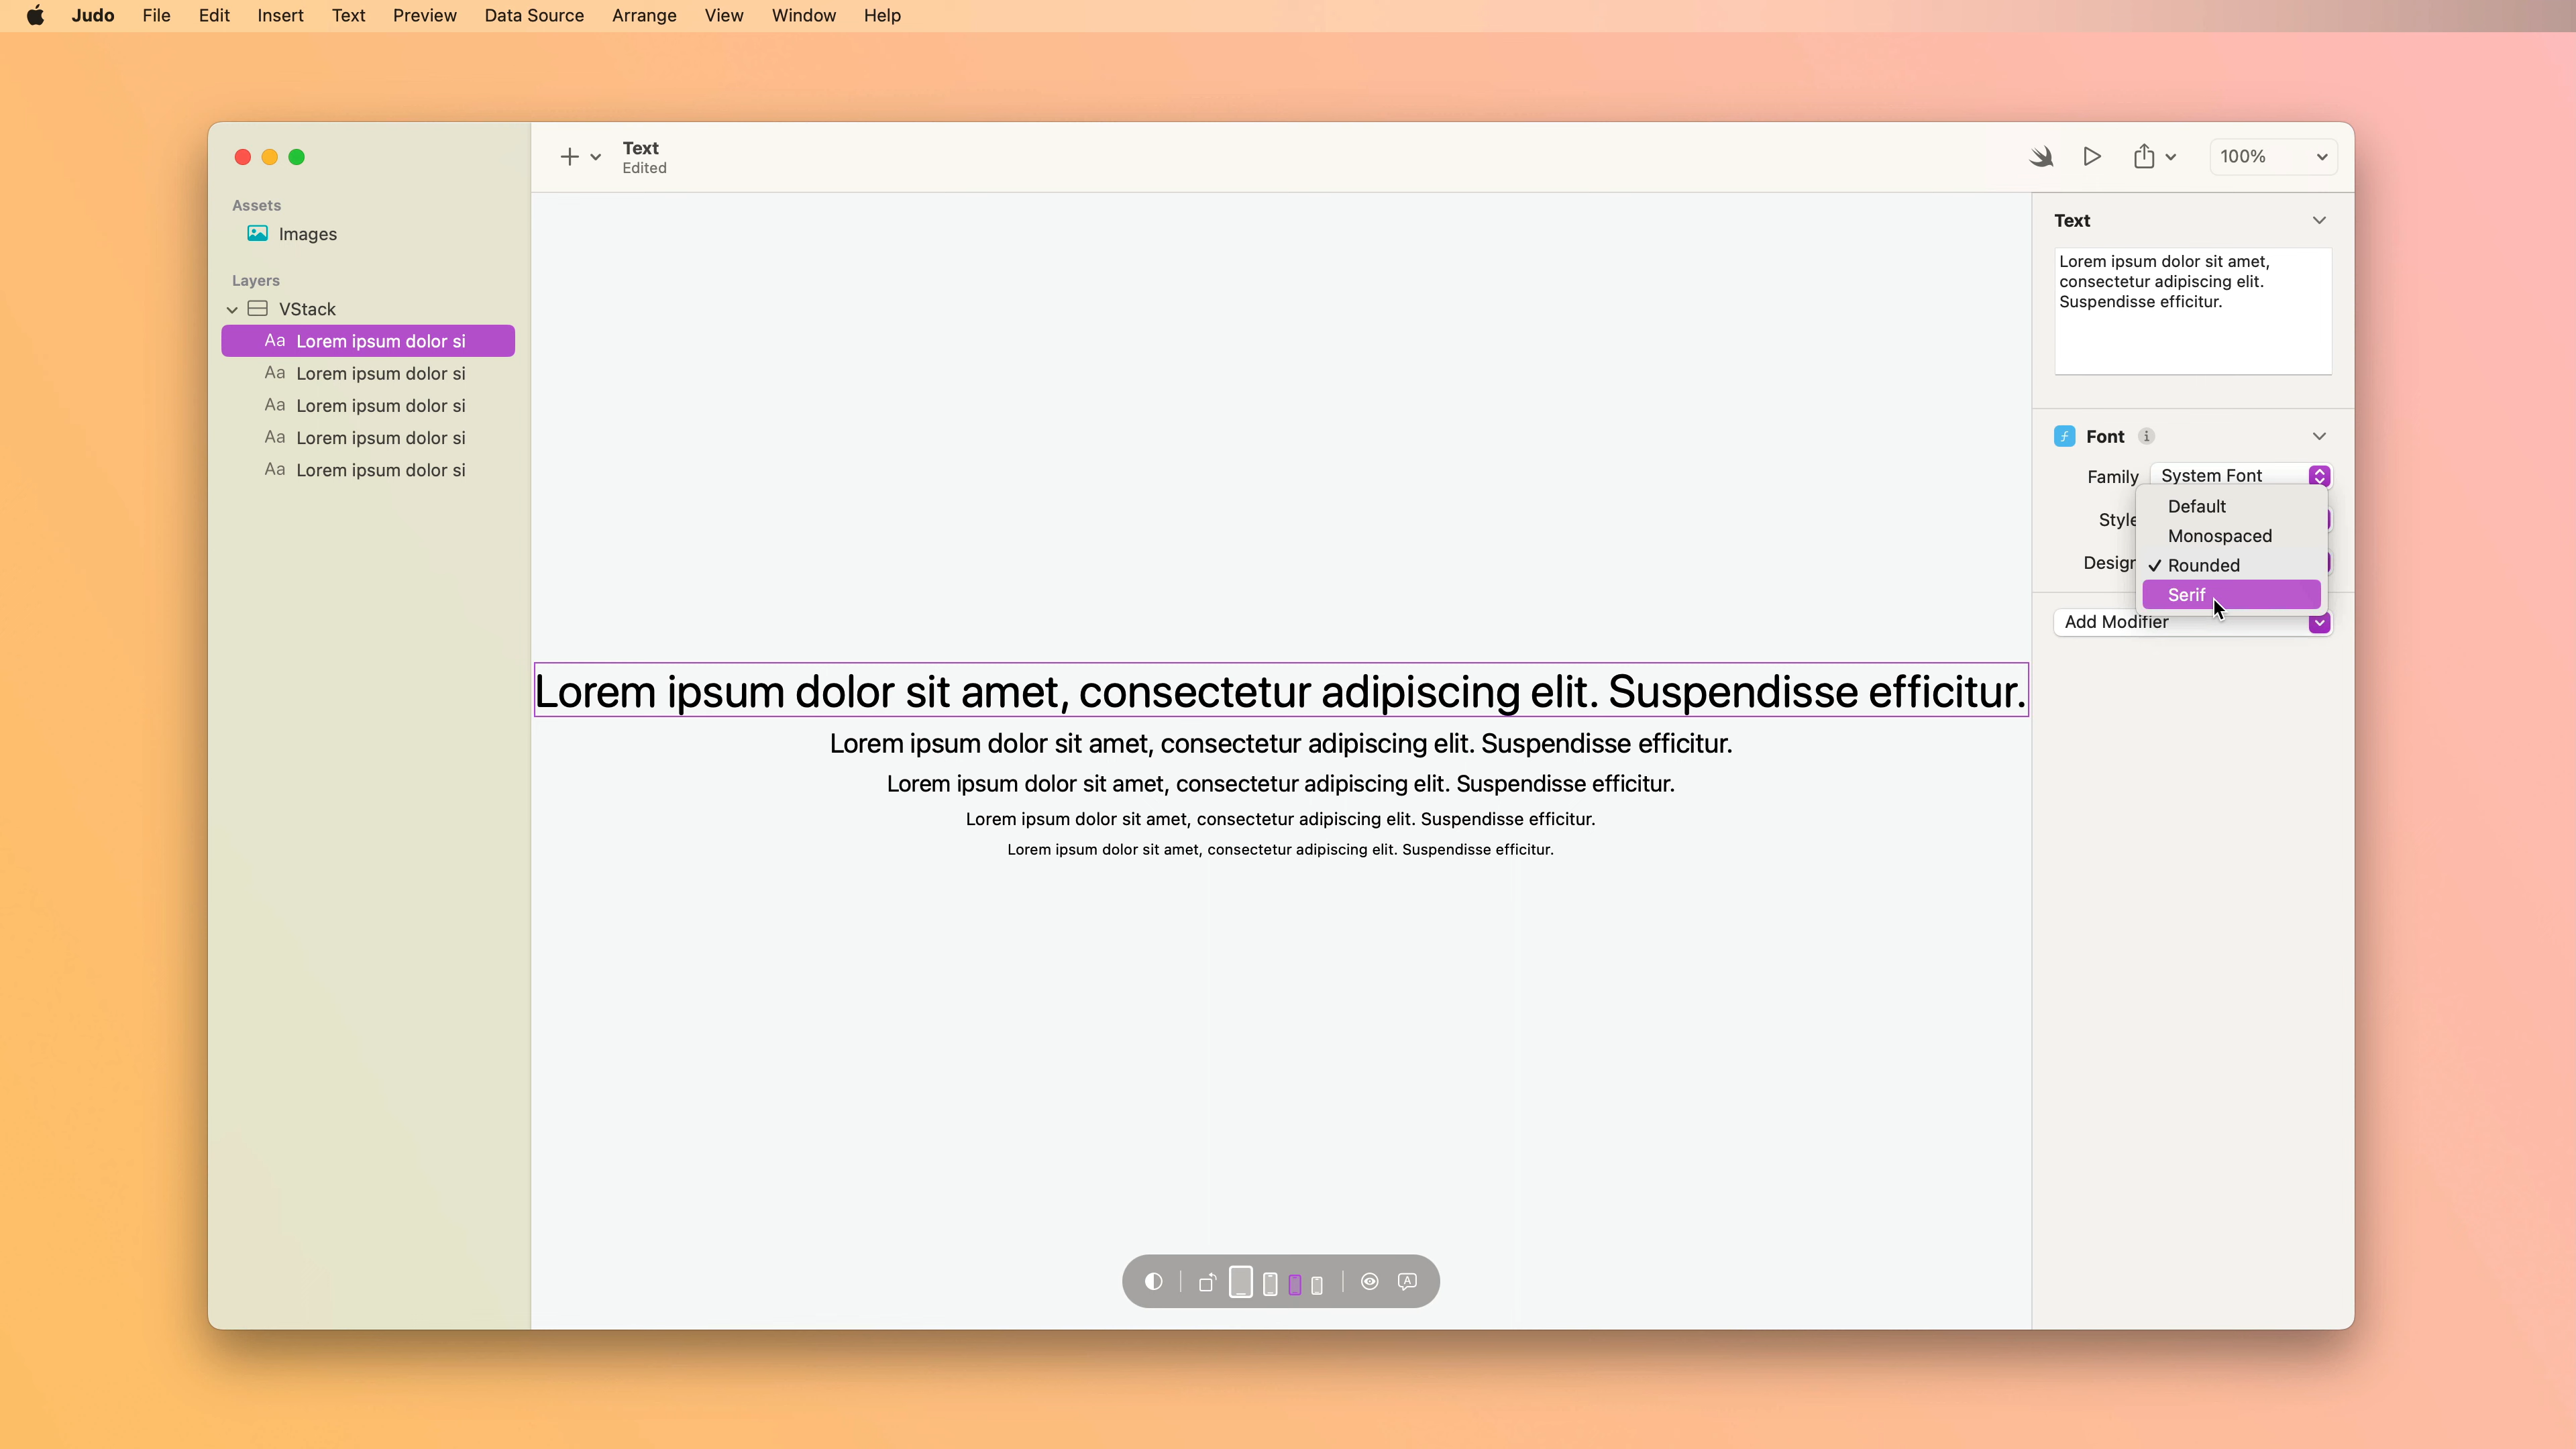 Judo File Edit Insert Text Preview Data Source Arrange View Window Help
Text
Edited
100%
Assets
Images
Layers
VStack
Aa Lorem ipsum dolor si
Aa Lorem ipsum dolor si
Aa Lorem ipsum dolor si
Aa Lorem ipsum dolor si
Aa Lorem ipsum dolor si
Lorem ipsum dolor sit amet, consectetur adipiscing elit. Suspendisse efficitur.
Lorem ipsum dolor sit amet, consectetur adipiscing elit. Suspendisse efficitur.
Lorem ipsum dolor sit amet, consectetur adipiscing elit. Suspendisse efficitur.
Lorem ipsum dolor sit amet, consectetur adipiscing elit. Suspendisse efficitur.
Lorem ipsum dolor sit amet, consectetur adipiscing elit. Suspendisse efficitur.
Text
Lorem ipsum dolor sit amet,
consectetur adipiscing elit.
Suspendisse efficitur.
Font
Family System Font
Style
Design
Default
Monospaced
Rounded
Serif
Add Modifier